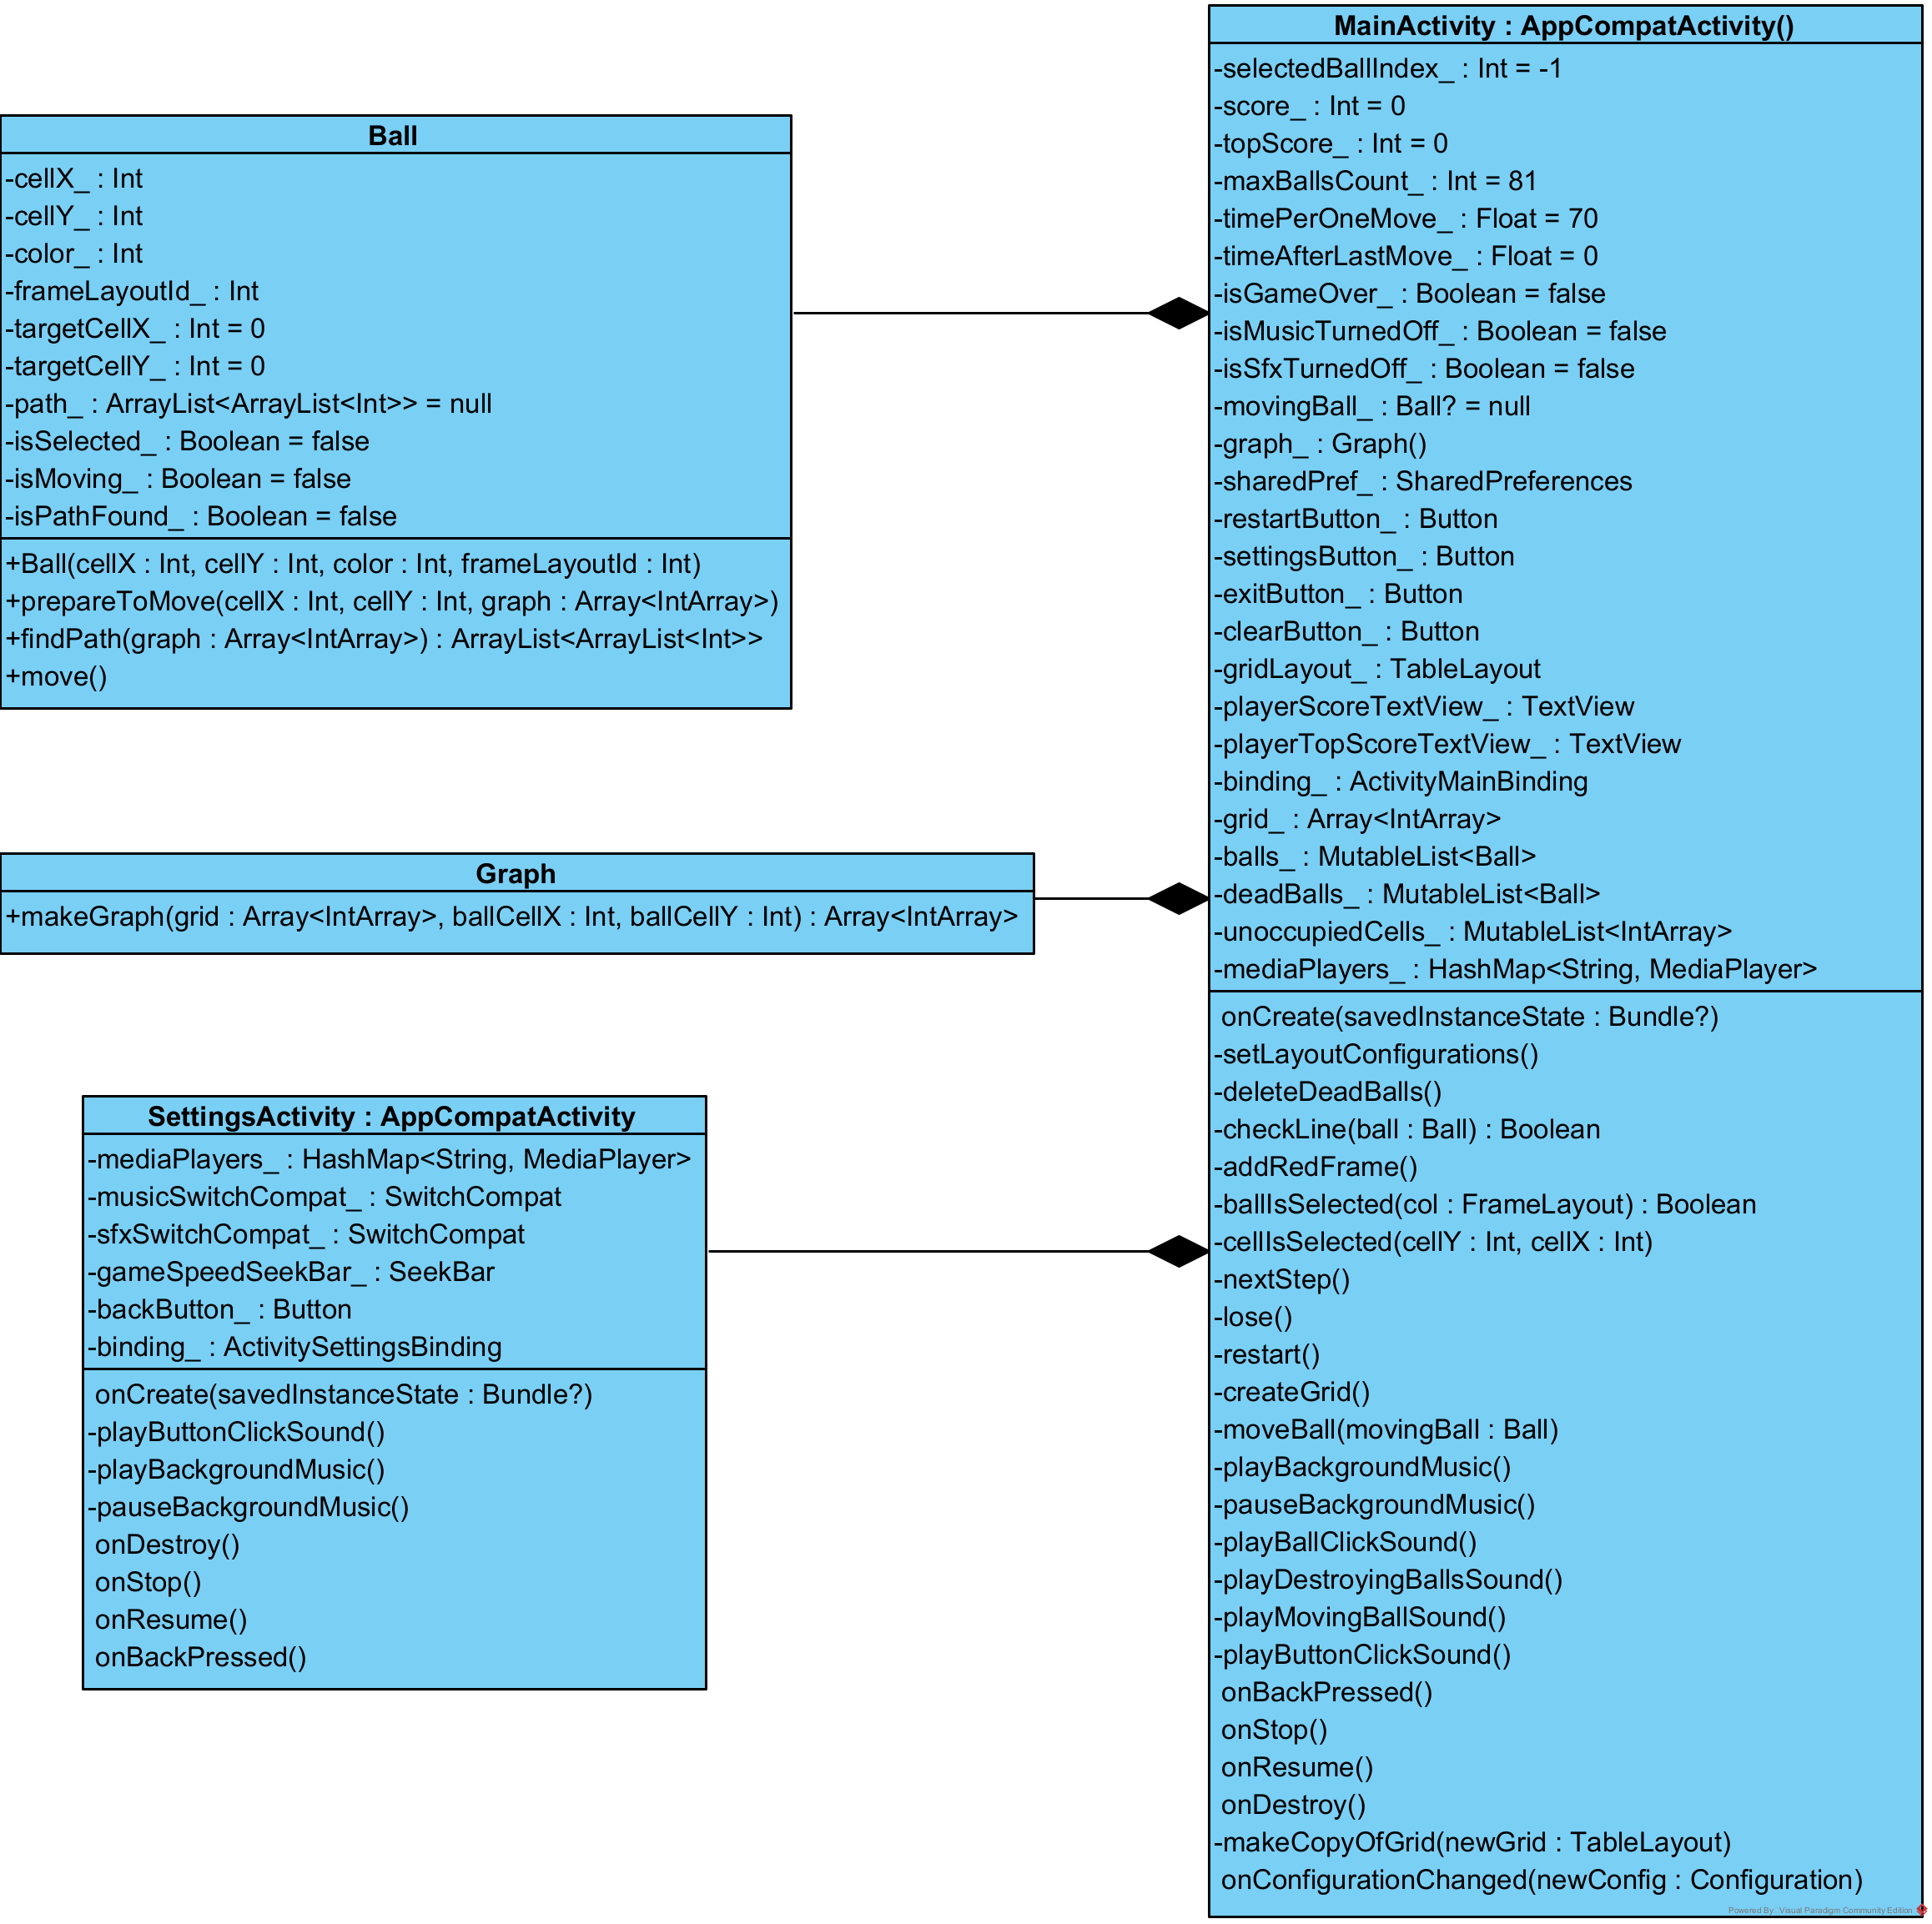 Ball
-cellX_ : Int
-cellY_ : Int
-color_ : Int
-frameLayoutId_ : Int
-targetCellX_ : Int = 0
-targetCellY_ : Int = 0
-path_ : ArrayList<ArrayList<Int>> = null
-isSelected_ : Boolean = false
-isMoving_ : Boolean = false
-isPathFound_ : Boolean = false
+Ball(cellX : Int, cellY : Int, color : Int, frameLayoutId : Int)
+prepareToMove(cellX : Int, cellY : Int, graph : Array<IntArray>)
+findPath(graph : Array<IntArray>) : ArrayList<ArrayList<Int>>
+move()
Graph
+makeGraph(grid : Array<IntArray>, ballCellX : Int, ballCellY : Int) : Array<IntArray>
SettingsActivity : AppCompatActivity
-mediaPlayers_ : HashMap<String, MediaPlayer>
-musicSwitchCompat_ : SwitchCompat
-sfxSwitchCompat_ : SwitchCompat
-gameSpeedSeekBar_ : SeekBar
-backButton_ : Button
-binding_ : ActivitySettingsBinding
onCreate(savedInstanceState : Bundle?)
-playButtonClickSound()
-playBackgroundMusic()
-pauseBackgroundMusic()
onDestroy()
onStop()
onResume()
onBackPressed()
MainActivity : AppCompatActivity()
-selectedBallIndex_ : Int = -1
-score_ : Int = 0
-topScore_ : Int = 0
-maxBallsCount_ : Int = 81
-timePerOneMove_ : Float = 70
-timeAfterLastMove_ : Float = 0
-isGameOver_ : Boolean = false
-isMusicTurnedOff_ : Boolean = false
-isSfxTurnedOff_ : Boolean = false
-movingBall_ : Ball? = null
-graph_ : Graph()
-sharedPref_ : SharedPreferences
-restartButton_ : Button
-settingsButton_ : Button
-exitButton_ : Button
-clearButton_ : Button
-gridLayout_ : TableLayout
-playerScoreTextView_ : TextView
-playerTopScoreTextView_ : TextView
-binding_ : ActivityMainBinding
-grid_ : Array<IntArray>
-balls_ : MutableList<Ball>
-deadBalls_ : MutableList<Ball>
-unoccupiedCells_ : MutableList<IntArray>
-mediaPlayers_ : HashMap<String, MediaPlayer>
onCreate(savedInstanceState : Bundle?)
-setLayoutConfigurations()
-deleteDeadBalls()
-checkLine(ball : Ball) : Boolean
-addRedFrame()
-ballIsSelected(col : FrameLayout) : Boolean
-cellIsSelected(cellY : Int, cellX : Int)
-nextStep()
-lose()
-restart()
-createGrid()
-moveBall(movingBall : Ball)
-playBackgroundMusic()
-pauseBackgroundMusic()
-playBallClickSound()
-playDestroyingBallsSound()
-playMovingBallSound()
-playButtonClickSound()
onBackPressed()
onStop()
onResume()
onDestroy()
-makeCopyOfGrid(newGrid : TableLayout)
onConfigurationChanged(newConfig : Configuration)
Powered By Visual Paradigm Community Edition